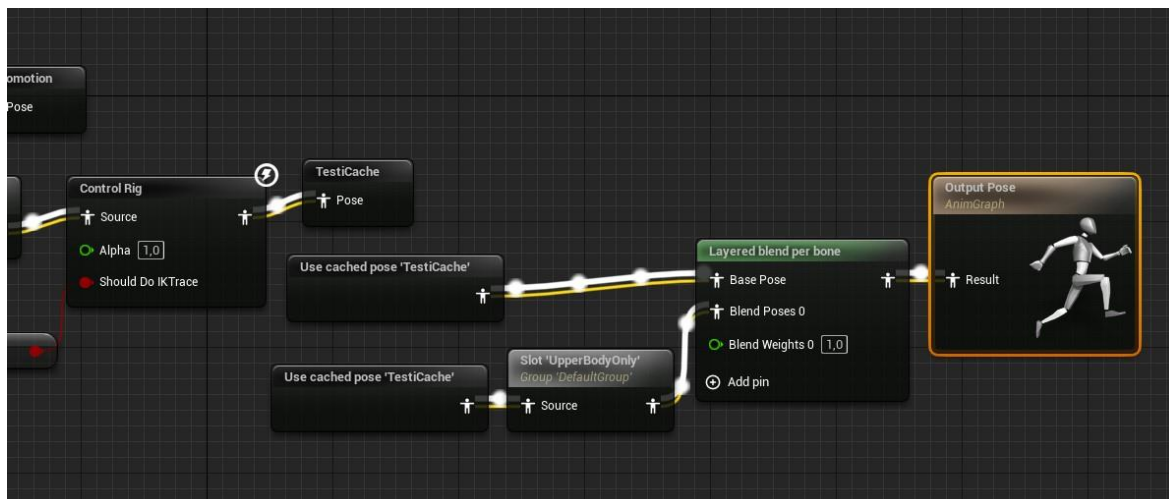 omotion
Pose
Control Rig
Source
Alpha 1,0
Should Do IKTrace
TestiCache
Pose
Use cached pose 'TestiCache'
Use cached pose 'TestiCache'
Slot 'UpperBodyOnly'
Group 'DefaultGroup'
Source
Layered blend per bone
Base Pose
Blend Poses 0
Blend Weights 0 1,0
Add pin
Output Pose
AnimGraph
Result